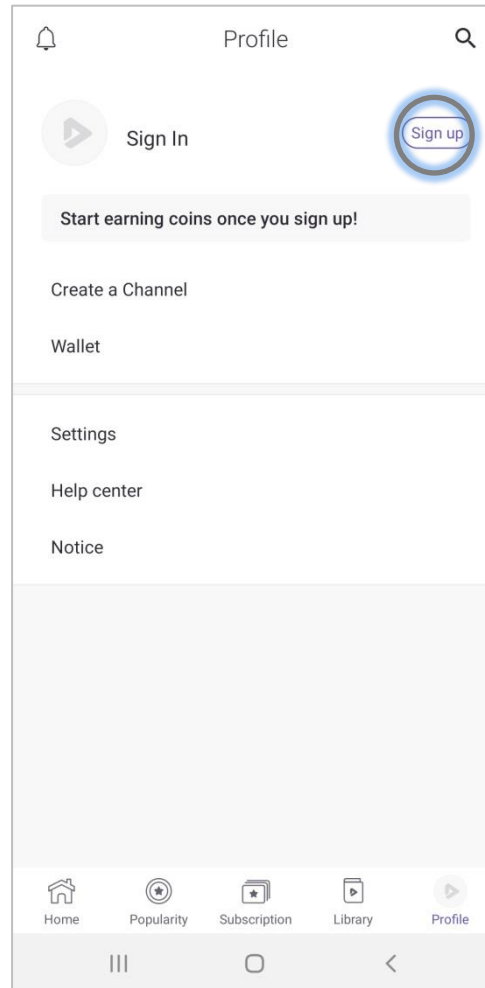 Profile
Sign In
Sign up
Start earning coins once you sign up!
Create a Channel
Wallet
Settings
Help center
Notice
Home Popularity Subscription Library Profile